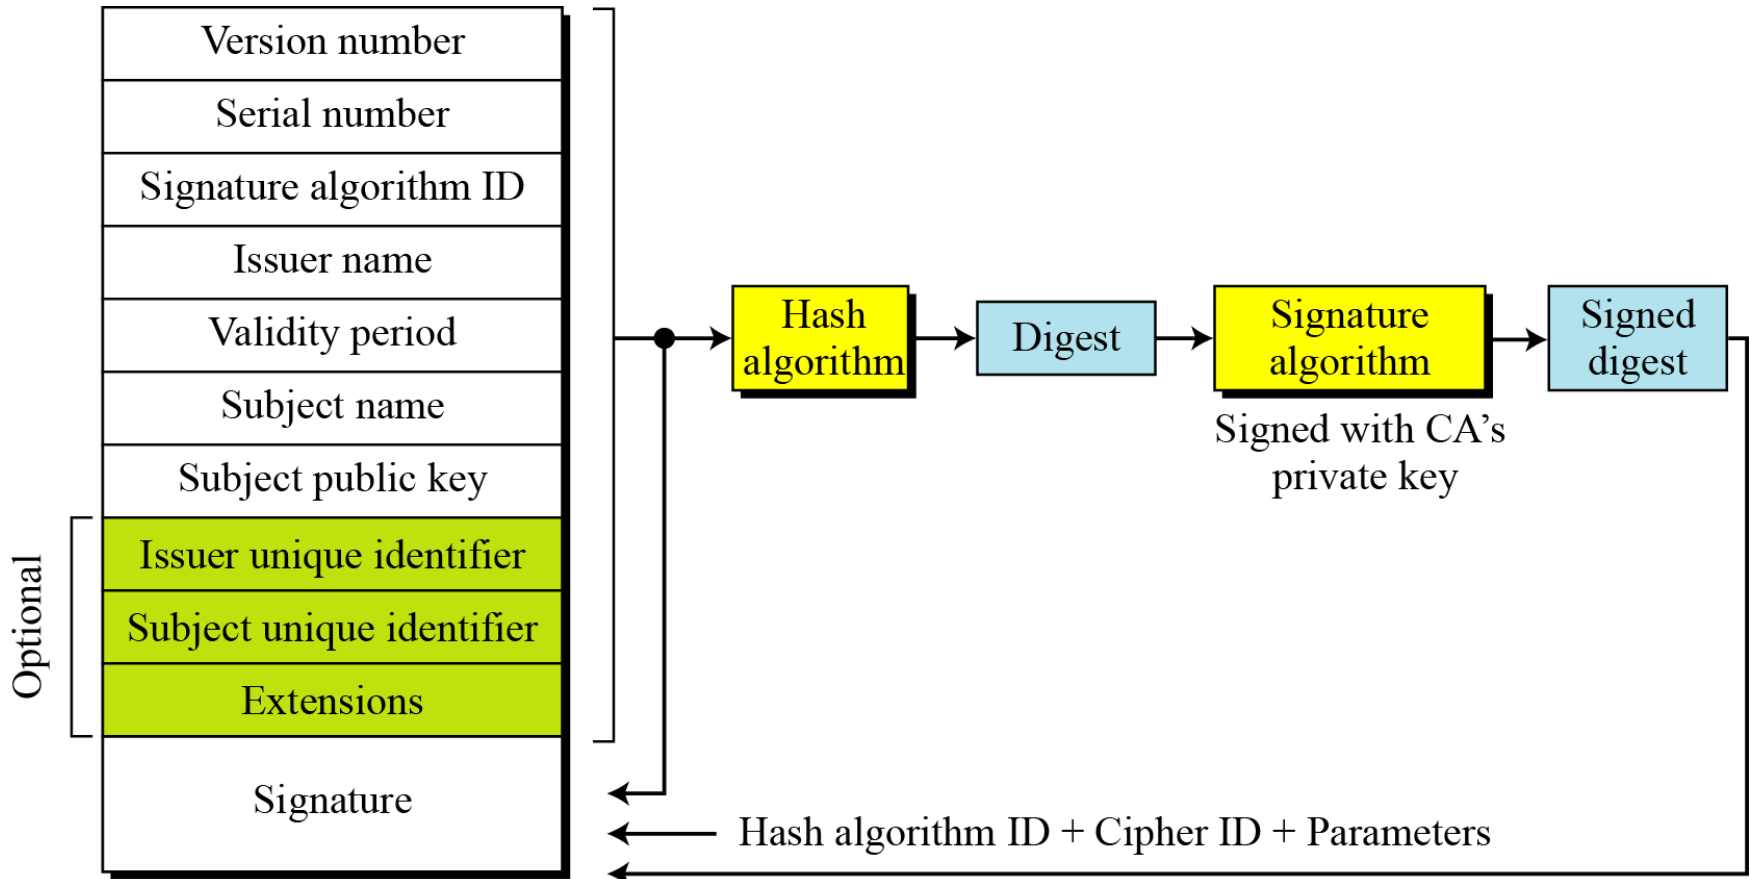 Version number
Serial number
Signature algorithm ID
Issuer name
Validity period
Subject name
Subject public key
Optional
Issuer unique identifier
Subject unique identifier
Extensions
Signature
Hash
algorithm
Digest
Signature
algorithm
Signed with CA’s
private key
Signed
digest
Hash algorithm ID + Cipher ID + Parameters